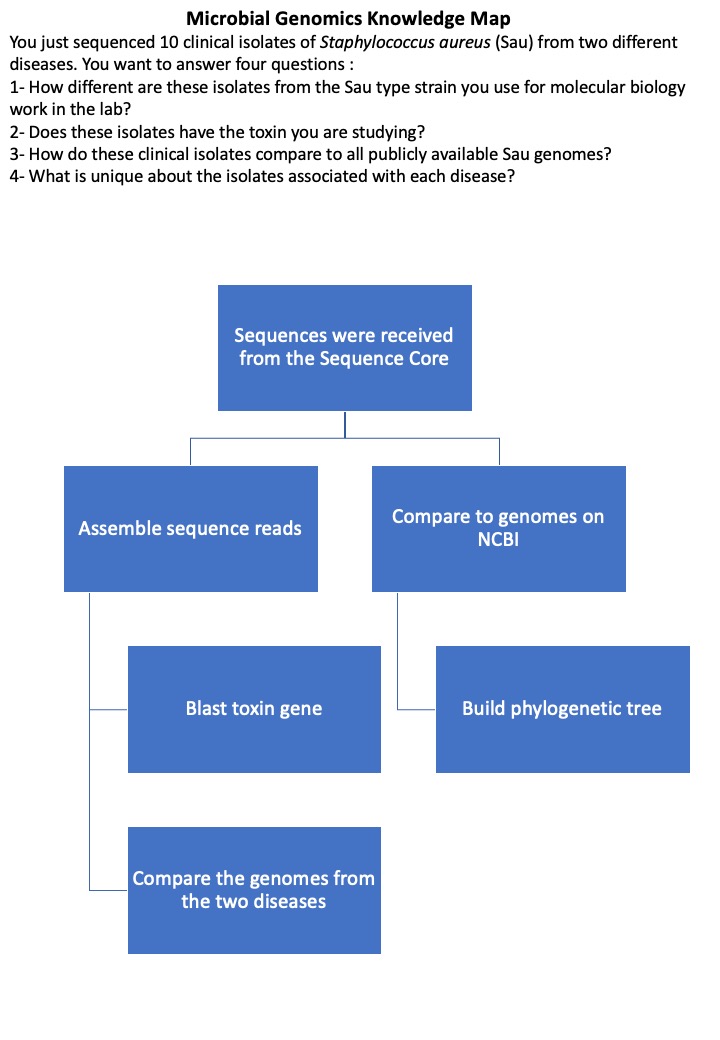 Microbial Genomics Knowledge Map
You just sequenced 10 clinical isolates of Staphylococcus aureus (Sau) from two different
diseases. You want to answer four questions :
1- How different are these isolates from the Sau type strain you use for molecular biology
work in the lab?
2- Does these isolates have the toxin you are studying?
3- How do these clinical isolates compare to all publicly available Sau genomes?
4- What is unique about the isolates associated with each disease?
Sequences were received
from the Sequence Core
Assemble sequence reads
Compare to genomes on
NCBI
Blast toxin gene
Build phylogenetic tree
Compare the genomes from
the two diseases